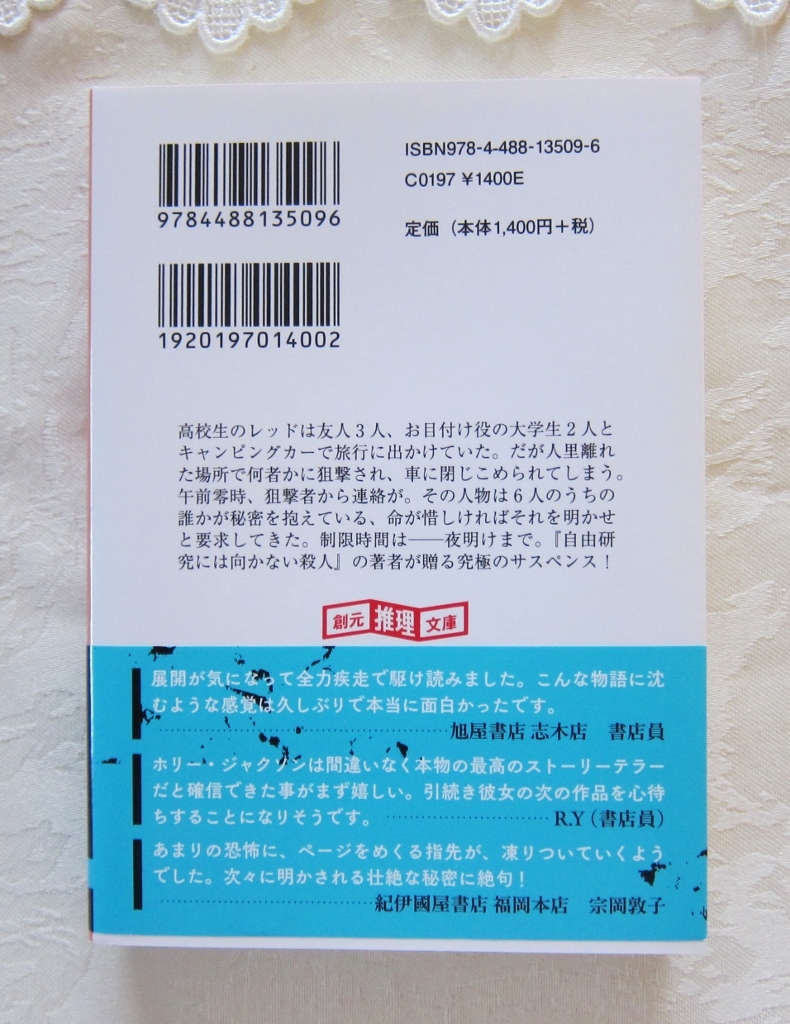 9784488135096
ISBN978-4-488-13509-6
C0197 ¥1400E
定価（本体1,400円＋税）
1920197014002
高校生のレッドは友人３人、お目付け役の大学生２人と
キャンピングカーで旅行に出かけていた。だが人里離れ
た場所で何者かに狙撃され、車に閉じこめられてしまう。
午前零時、狙撃者から連絡が。その人物は６人のうちの
誰かが秘密を抱えている、命が惜しければそれを明かせ
と要求してきた。制限時間は――夜明けまで。『自由研
究には向かない殺人』の著者が贈る究極のサスペンス！
創元推理文庫
展開が気になって全力疾走で駆け読みました。こんな物語に沈
むような感覚は久しぶりで本当に面白かったです。
旭屋書店 志木店　書店員
ホリー・ジャクソンは間違いなく本物の最高のストーリーテラー
だと確信できた事がまず嬉しい。引続き彼女の次の作品を心待
ちすることになりそうです。 R.Y（書店員）
あまりの恐怖に、ページをめくる指先が、凍りついていくよう
でした。次々に明かされる壮絶な秘密に絶句！
紀伊國屋書店 福岡本店　宗岡敦子